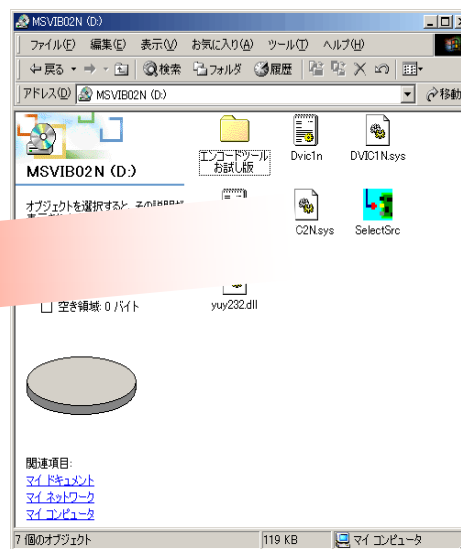 MSVIB02N (D:)
ファイル(F) 編集(E) 表示(V) お気に入り(A) ツール(T) ヘルプ(H)
戻る 検索 フォルダ 履歴
アドレス(D) MSVIB02N (D:) 移動
MSVIB02N (D:)
オブジェクトを選択すると、その説明が
エンコードツール
お試し版
Dvic1n
DVIC1N.sys
C2N.sys
SelectSrc
yuy232.dll
空き領域: 0 バイト
関連項目:
マイ ドキュメント
マイ ネットワーク
マイ コンピュータ
7 個のオブジェクト 119 KB マイ コンピュータ